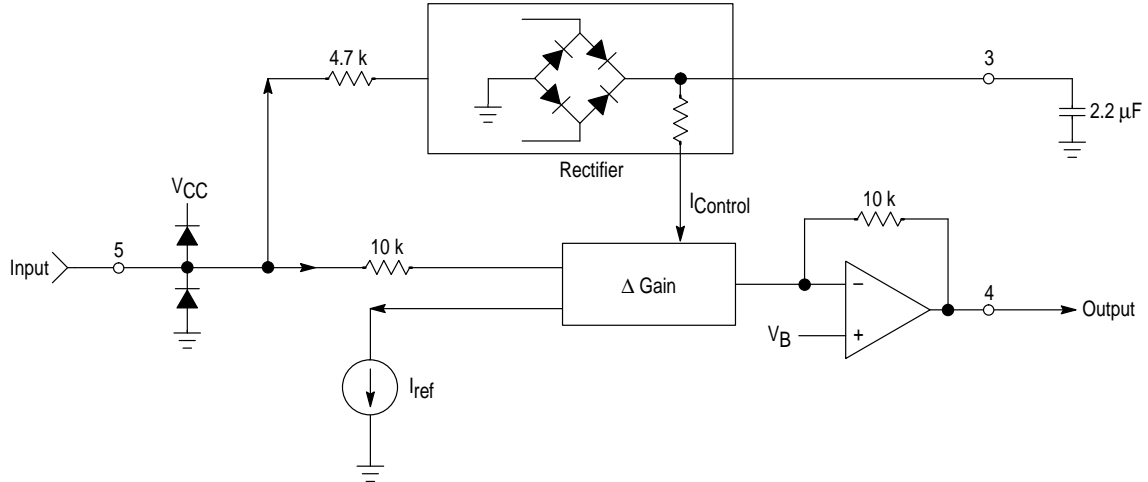 4.7 k
3
2.2 μF
Rectifier
VCC
IControl
10 k
5
10 k
Input
Δ Gain
−
4
Output
VB
+
Iref